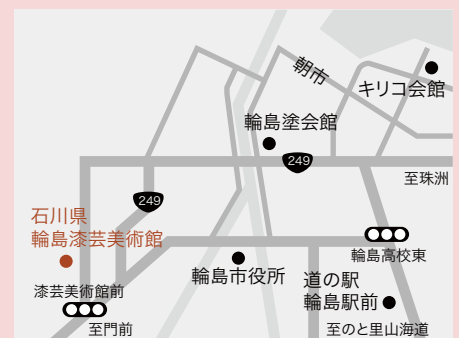 朝市
キリコ会館
輪島塗会館
249
至珠洲
249
石川県
輪島漆芸美術館
輪島高校東
輪島市役所
道の駅
輪島駅前
漆芸美術館前
至門前
至のと里山海道